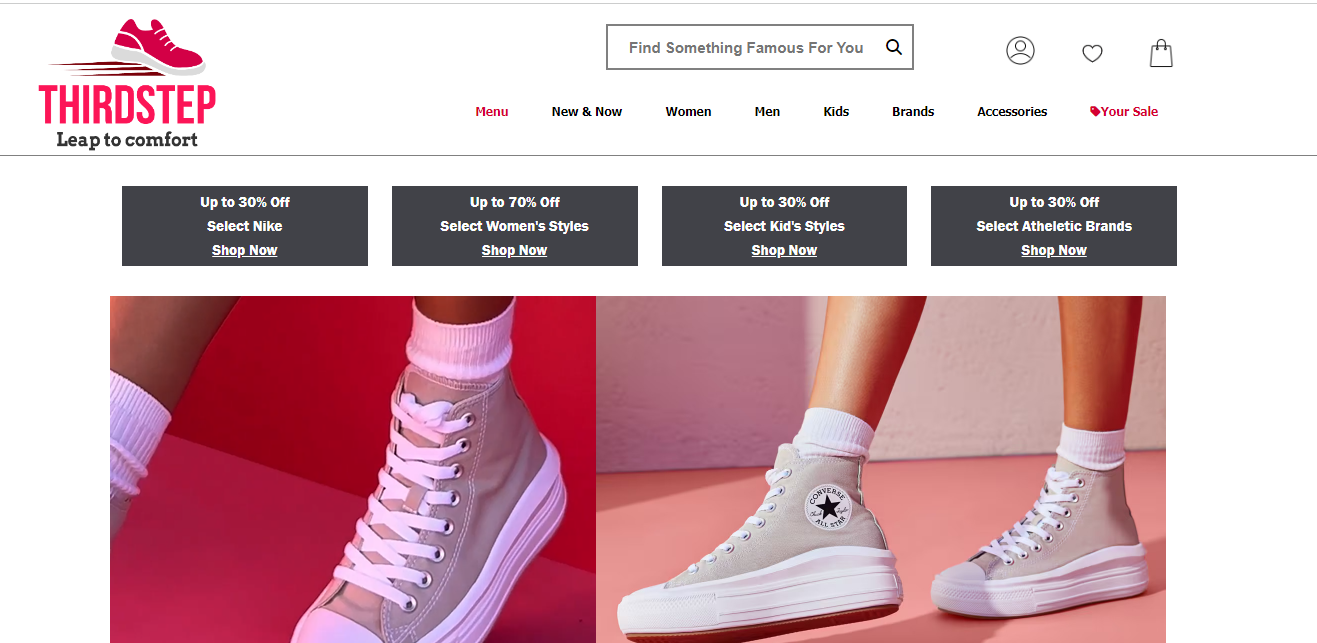 THIRDSTEP
Leap to comfort
Find Something Famous For You
Menu New & Now Women Men Kids Brands Accessories Your Sale
Up to 30% Off
Select Nike
Shop Now
Up to 70% Off
Select Women's Styles
Shop Now
Up to 30% Off
Select Kid's Styles
Shop Now
Up to 30% Off
Select Atheletic Brands
Shop Now
CONVERSE
ALL STAR